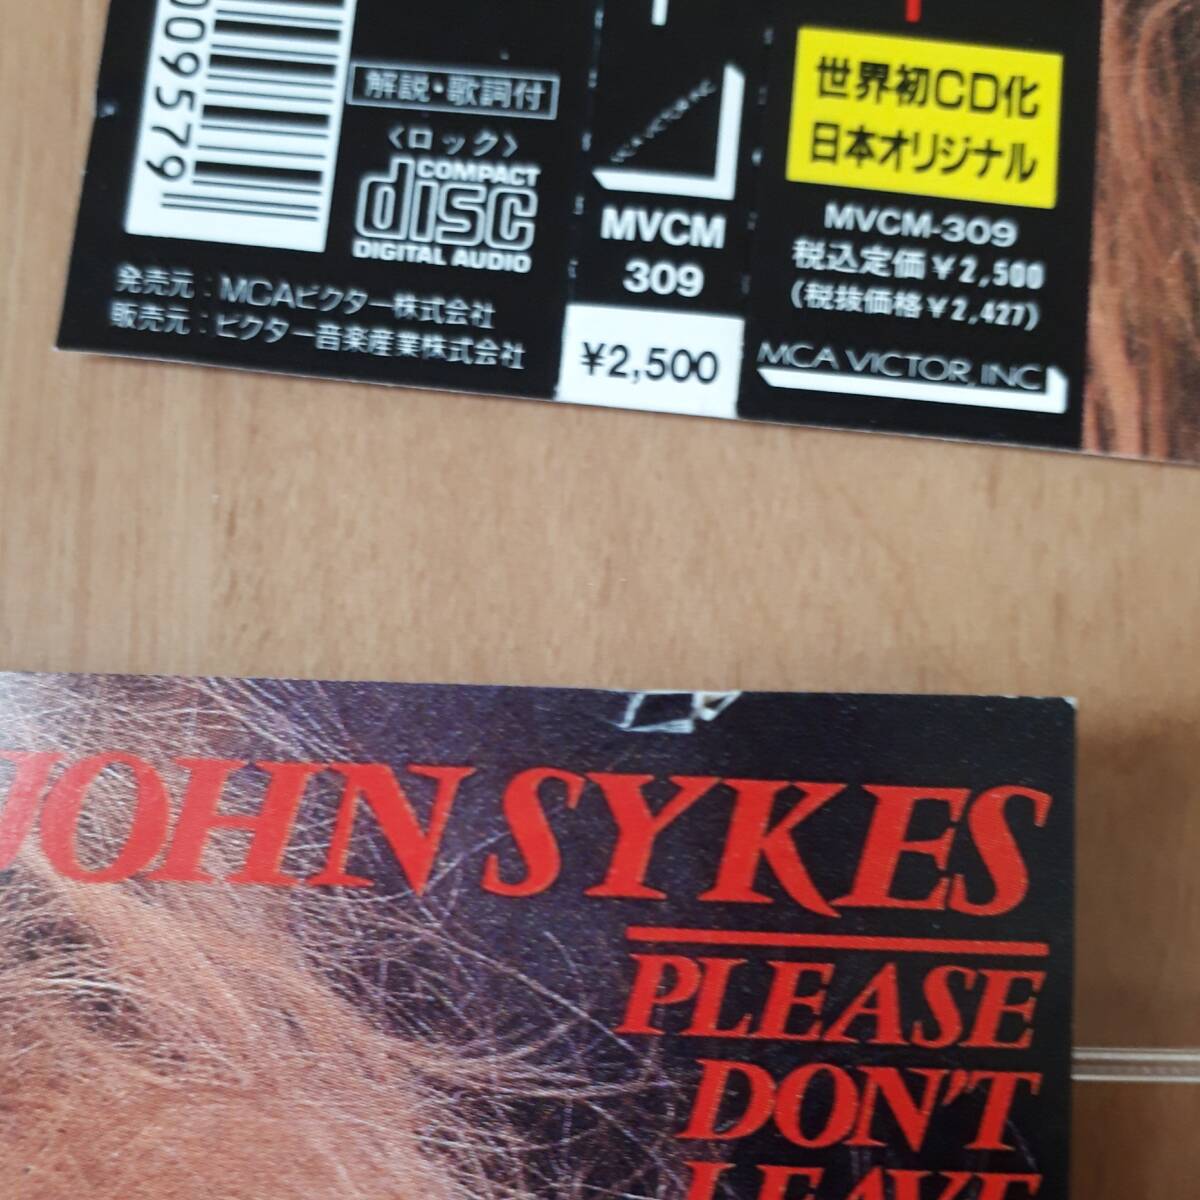 009579
解説・歌詞付
〈ロック〉
COMPACT
disc
DIGITAL AUDIO
発売元：MCAビクター株式会社
販売元：ビクター音楽産業株式会社
MVCM
309
¥2,500
世界初CD化
日本オリジナル
MVCM-309
税込定価¥2,500
(税抜価格¥2,427)
MCA VICTOR, INC
JOHN SYKES
PLEASE
DON'T
LEAVE